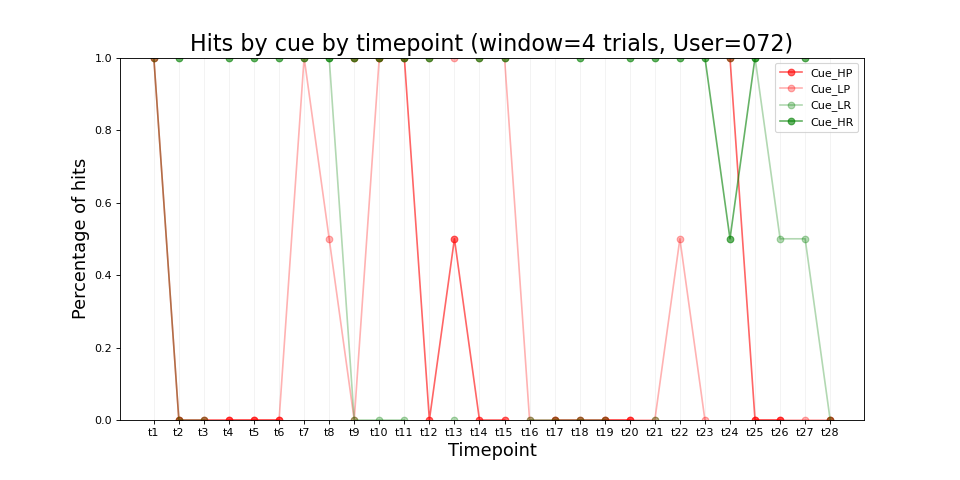 Hits by cue by timepoint (window=4 trials, User=072)
Percentage of hits
1.0
0.8
0.6
0.4
0.2
0.0
Cue_HP
Cue_LP
Cue_LR
Cue_HR
t1 t2 t3 t4 t5 t6 t7 t8 t9 t10 t11 t12 t13 t14 t15 t16 t17 t18 t19 t20 t21 t22 t23 t24 t25 t26 t27 t28
Timepoint